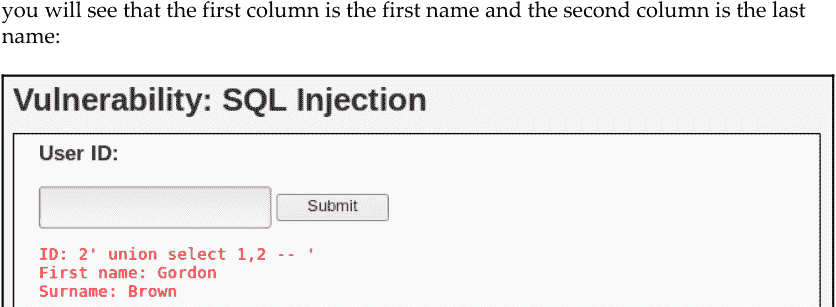 you will see that the first column is the first name and the second column is the last
name:
Vulnerability: SQL Injection
User ID:
Submit
ID: 2' union select 1,2 -- '
First name: Gordon
Surname: Brown